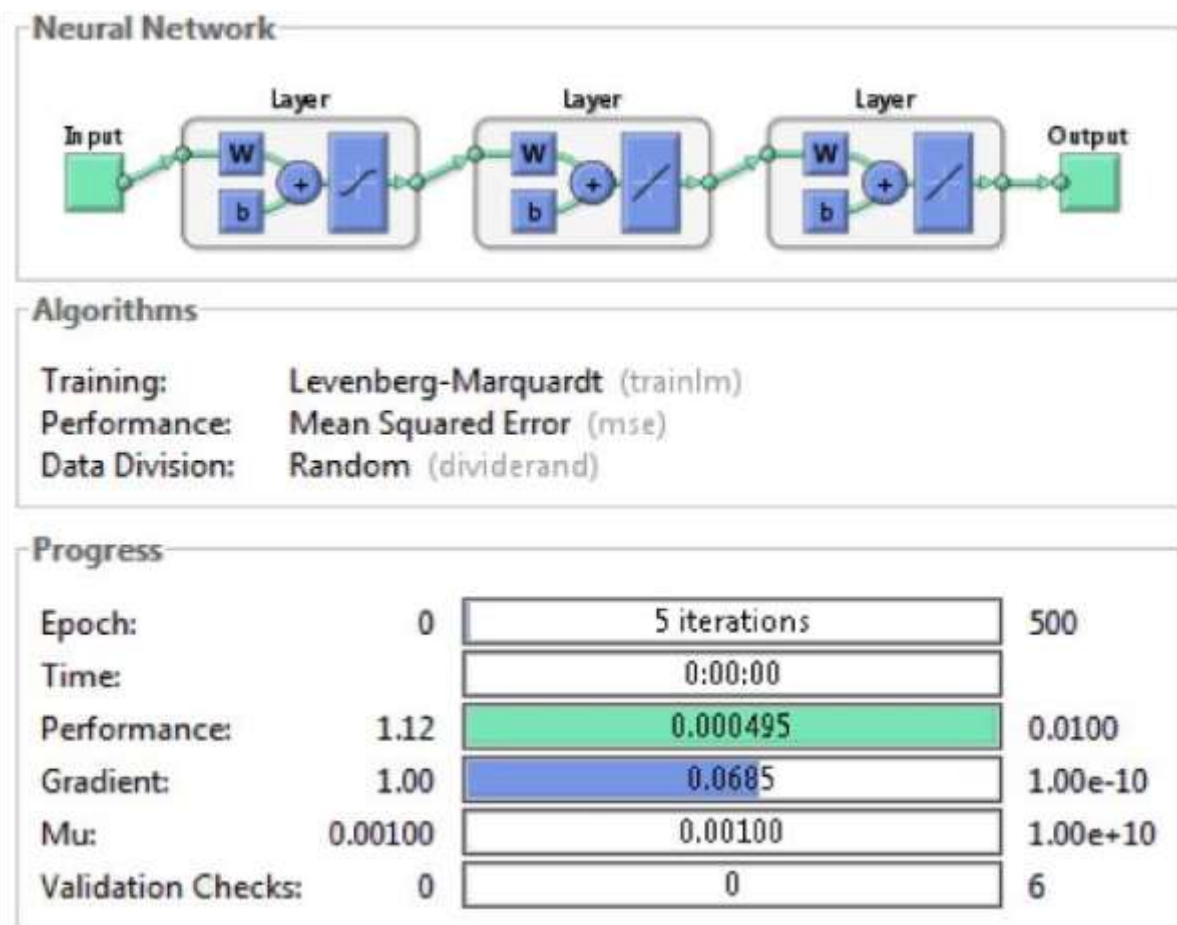 Neural Network
Layer Layer Layer
Input Output
W W W
+ + +
b b b
Algorithms
Training: Levenberg-Marquardt (trainlm)
Performance: Mean Squared Error (mse)
Data Division: Random (dividerand)
Progress
Epoch: 0 5 iterations 500
Time: 0:00:00
Performance: 1.12 0.000495 0.0100
Gradient: 1.00 0.0685 1.00e-10
Mu: 0.00100 0.00100 1.00e+10
Validation Checks: 0 0 6